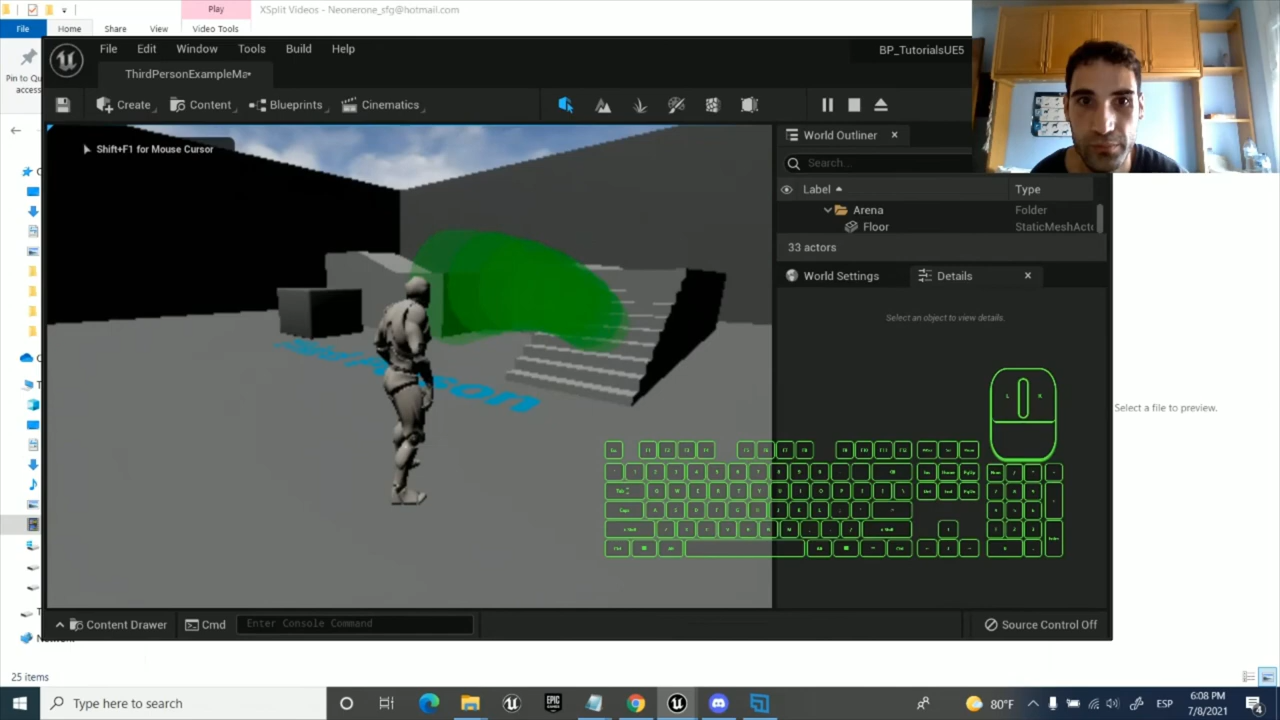 Play
XSplit Videos - Neonerone_sfg@hotmail.com
File
Home
Share
View
Video Tools
Pin to Qu
access
File
Edit
Window
Tools
Build
Help
BP_TutorialsUE5
ThirdPersonExampleMa•
Create
Content
Blueprints
Cinematics
Shift+F1 for Mouse Cursor
World Outliner
Search...
Label
Type
Arena
Folder
Floor
StaticMeshActo
33 actors
World Settings
Details
Select an object to view details.
Select a file to preview.
Content Drawer
Cmd
Enter Console Command
Source Control Off
25 items
Type here to search
80°F
ESP
6:08 PM
7/8/2021
4